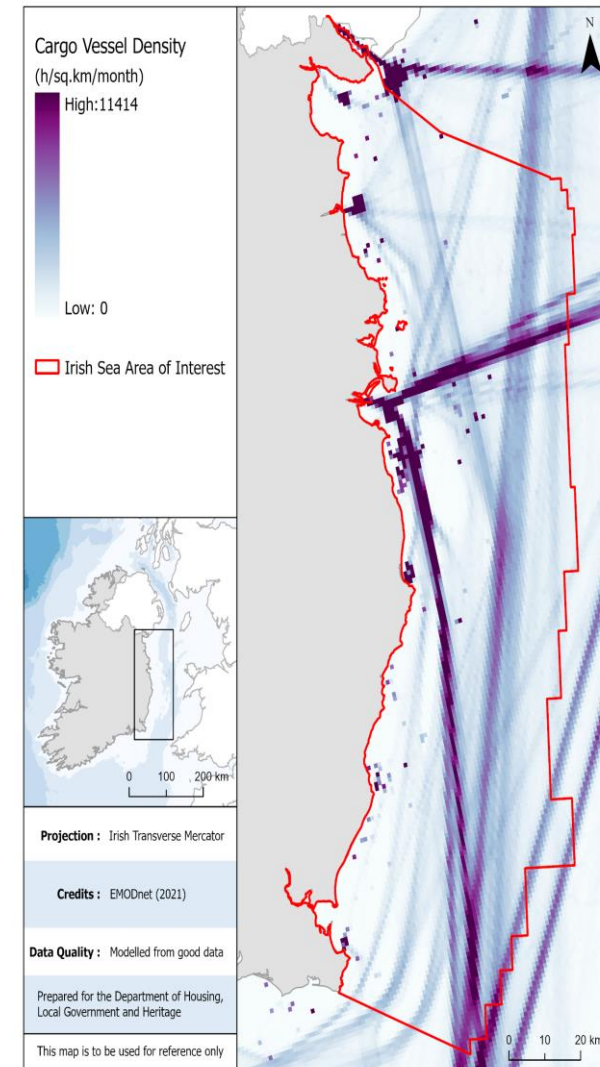 Cargo Vessel Density
(h/sq.km/month)
High:11414
Low: 0
Irish Sea Area of Interest
0 100 200 km
Projection : Irish Transverse Mercator
Credits : EMODnet (2021)
Data Quality : Modelled from good data
Prepared for the Department of Housing,
Local Government and Heritage
This map is to be used for reference only
N
0 10 20 km